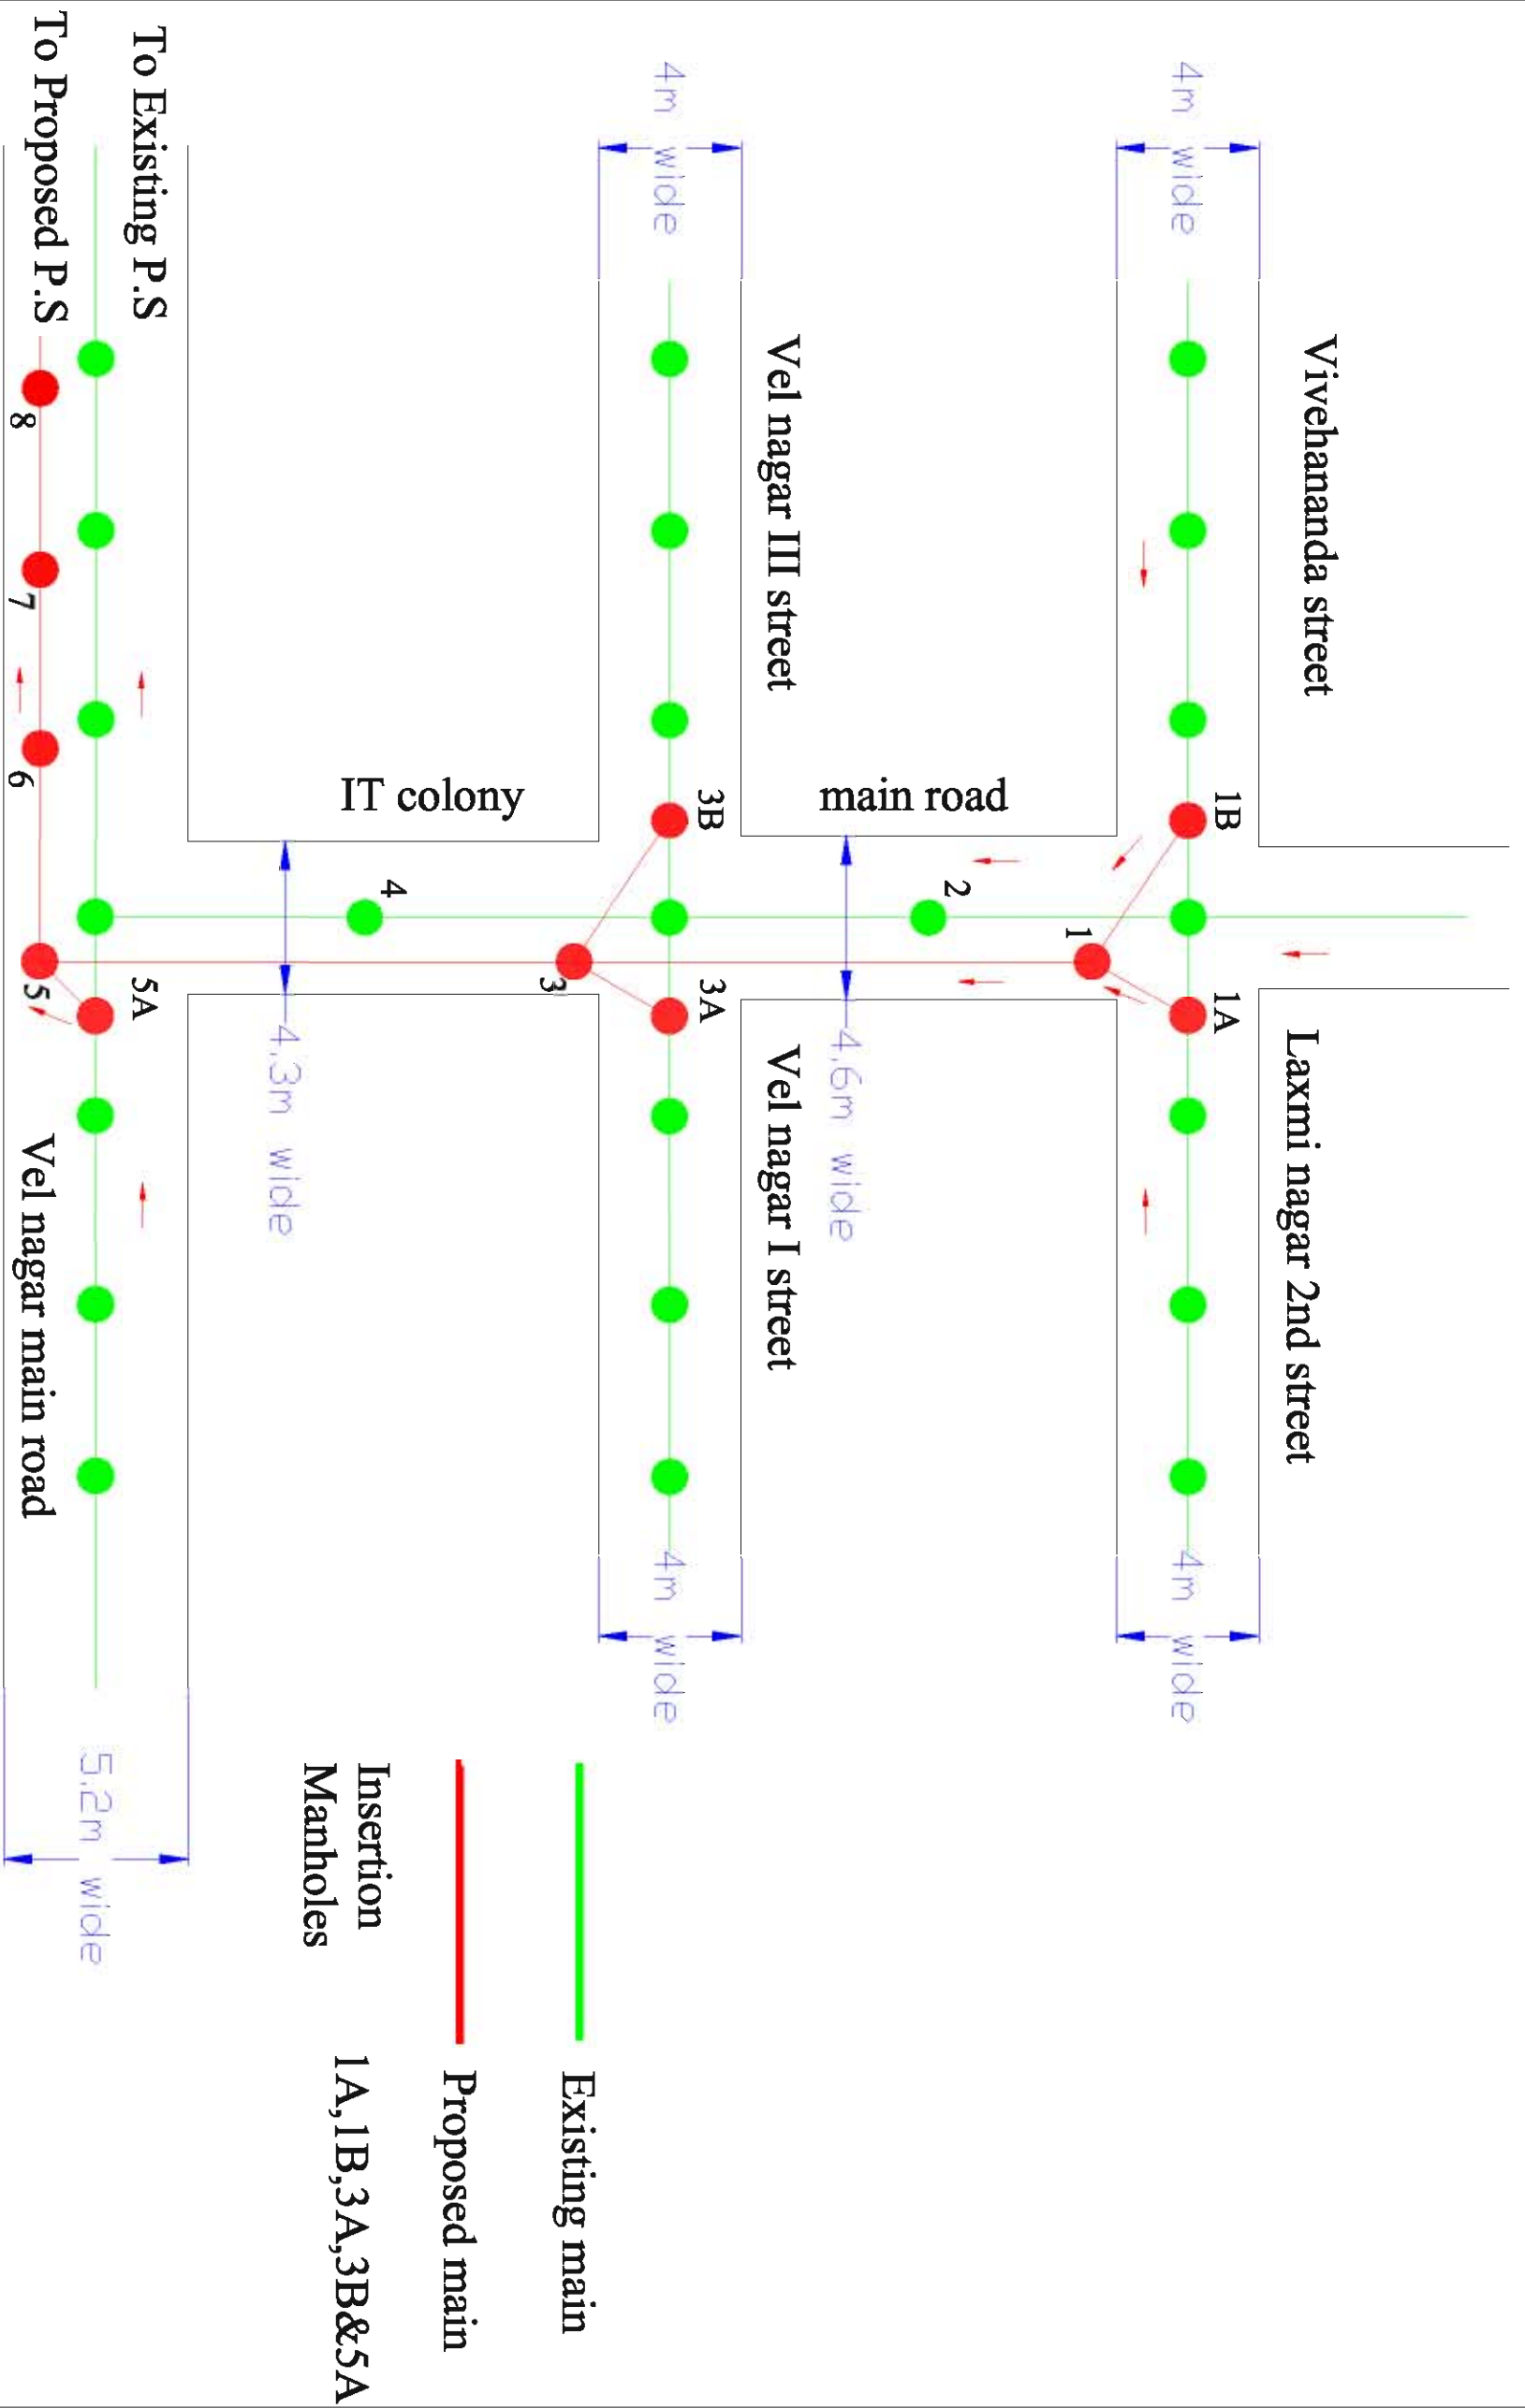 Vivehananda street
Laxmi nagar 2nd street
4m wide
1B
1A
4m wide
1
2
main road
4.6m wide
Vel nagar III street
Vel nagar I street
4m wide
3B
3A
4m wide
3
4
IT colony
4.3m wide
To Existing P.S
5A
5.2m wide
To Proposed P.S
8
7
6
5
Vel nagar main road
Existing main
Proposed main
Insertion
Manholes
1A,1B,3A,3B&5A